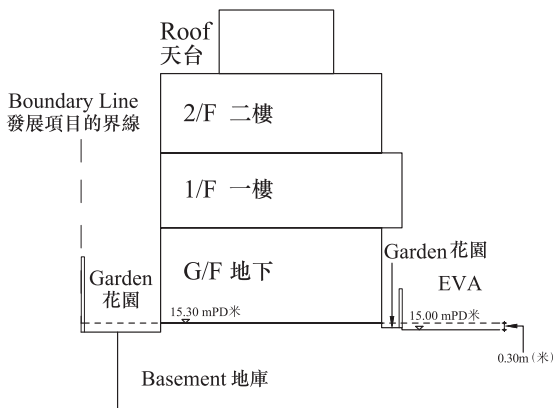 Roof
天台
Boundary Line
發展項目的界線
2/F 二樓
1/F 一樓
Garden
花園
G/F 地下
Garden 花園
EVA
15.30 mPD米
15.00 mPD米
0.30m (米)
Basement 地庫